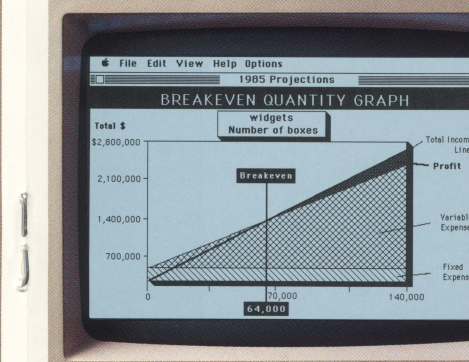 File Edit View Help Options
1985 Projections
BREAKEVEN QUANTITY GRAPH
widgets
Number of boxes
Total $
$2,800,000
2,100,000
1,400,000
700,000
Breakeven
Total Incom
Line
Profit
Variabl
Expense
Fixed
Expens
0
70,000
140,000
64,000